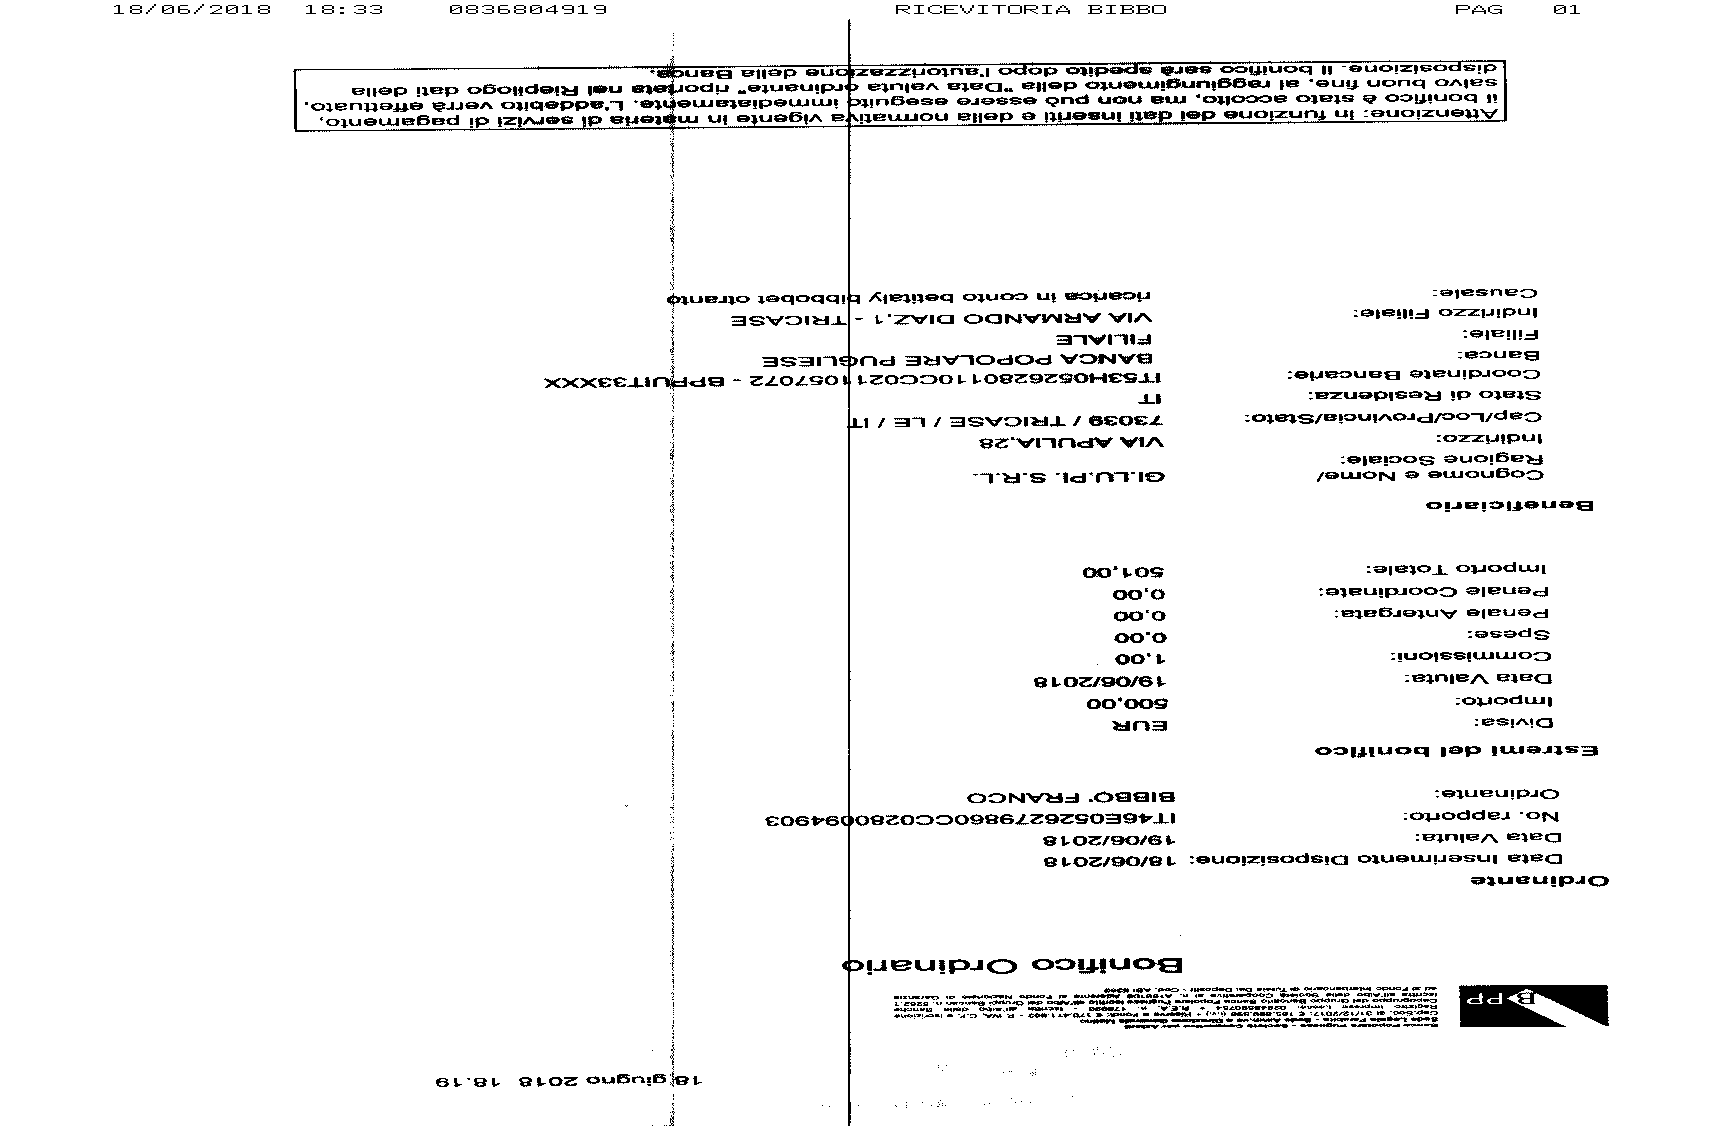 18/06/2018 18:33 0836804919 RICEVITORIA BIBBO PAG 01
18 giugno 2018 18.19
BPP
Banca Popolare Pugliese - Società Cooperativa per Azioni
Bonifico Ordinario
Ordinante
Data Inserimento Disposizione: 18/06/2018
Data Valuta: 19/06/2018
No. rapporto: IT46E0526279860CC0280094903
Ordinante: BIBBO' FRANCO
Estremi del bonifico
Divisa: EUR
Importo: 500,00
Data Valuta: 19/06/2018
Commissioni: 1,00
Spese: 0,00
Penale Antergata: 0,00
Penale Coordinate: 0,00
Importo Totale: 501,00
Beneficiario
Cognome e Nome/ GI.LU.PI. S.R.L.
Ragione Sociale:
Indirizzo: VIA APULIA,28
Cap/Loc/Provincia/Stato: 73039 / TRICASE / LE / IT
Stato di Residenza: IT
Coordinate Bancarie: IT53H0526280110CC0211057072 - BPPUIT33XXX
Banca: BANCA POPOLARE PUGLIESE
Filiale: FILIALE
Indirizzo Filiale: VIA ARMANDO DIAZ,1 - TRICASE
Causale: ricarica in conto betitaly bibbobet otranto
Attenzione: in funzione dei dati inseriti e della normativa vigente in materia di servizi di pagamento,
il bonifico è stato accolto, ma non può essere eseguito immediatamente. L'addebito verrà effettuato,
salvo buon fine, al raggiungimento della "Data valuta ordinante" riportata nel Riepilogo dati della
disposizione. Il bonifico sarà spedito dopo l'autorizzazione della Banca.